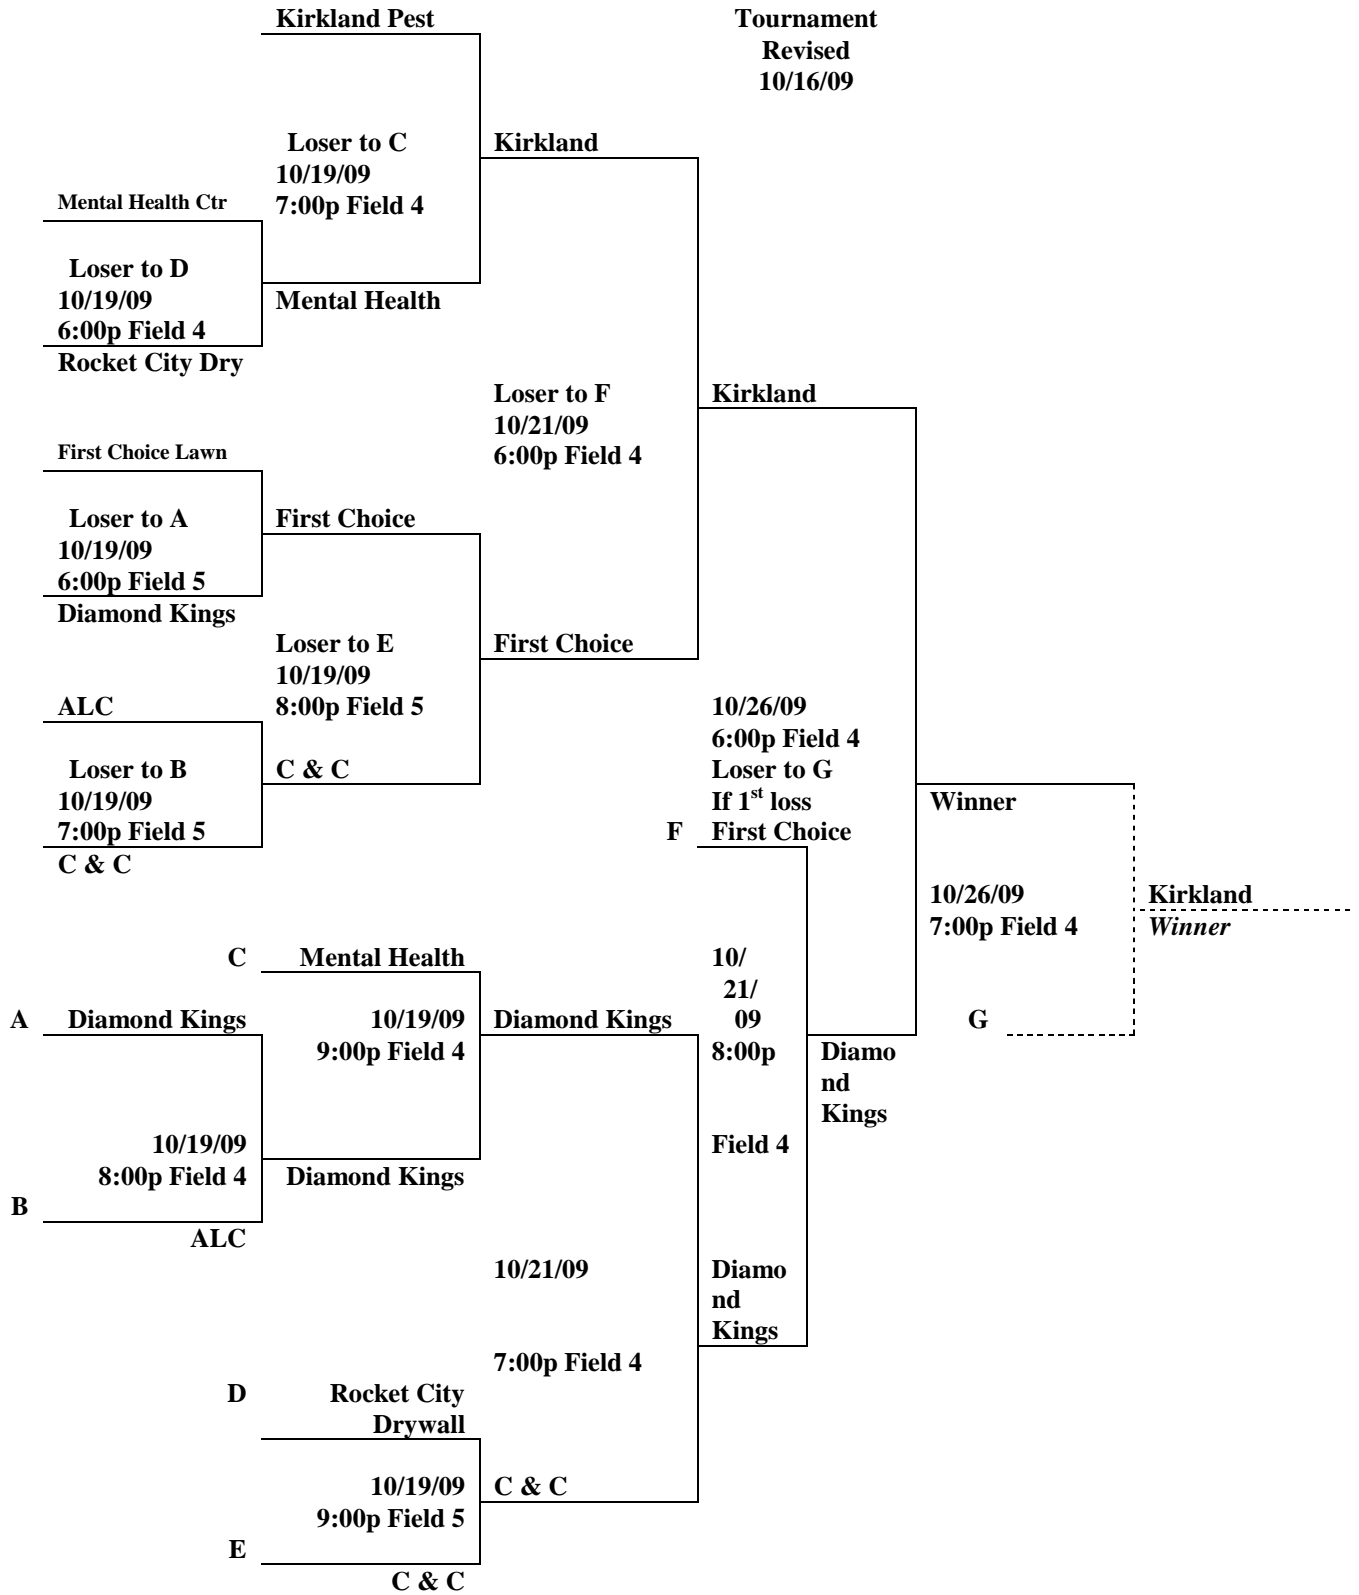 Kirkland Pest
Tournament
Revised
10/16/09
Loser to C
10/19/09
7:00p Field 4
Kirkland
Mental Health Ctr
Loser to D
10/19/09
6:00p Field 4
Rocket City Dry
Mental Health
Loser to F
10/21/09
6:00p Field 4
Kirkland
First Choice Lawn
Loser to A
10/19/09
6:00p Field 5
Diamond Kings
First Choice
Loser to E
10/19/09
8:00p Field 5
First Choice
ALC
Loser to B
10/19/09
7:00p Field 5
C & C
C & C
10/26/09
6:00p Field 4
Loser to G
If 1st loss
F First Choice
Winner
10/26/09
7:00p Field 4
Kirkland
Winner
C Mental Health
10/
21/
09
8:00p
Field 4
A Diamond Kings
10/19/09
9:00p Field 4
Diamond Kings
G
Diamo
nd
Kings
10/19/09
8:00p Field 4
Diamond Kings
B
ALC
10/21/09
7:00p Field 4
Diamo
nd
Kings
D Rocket City
Drywall
10/19/09
9:00p Field 5
C & C
E
C & C